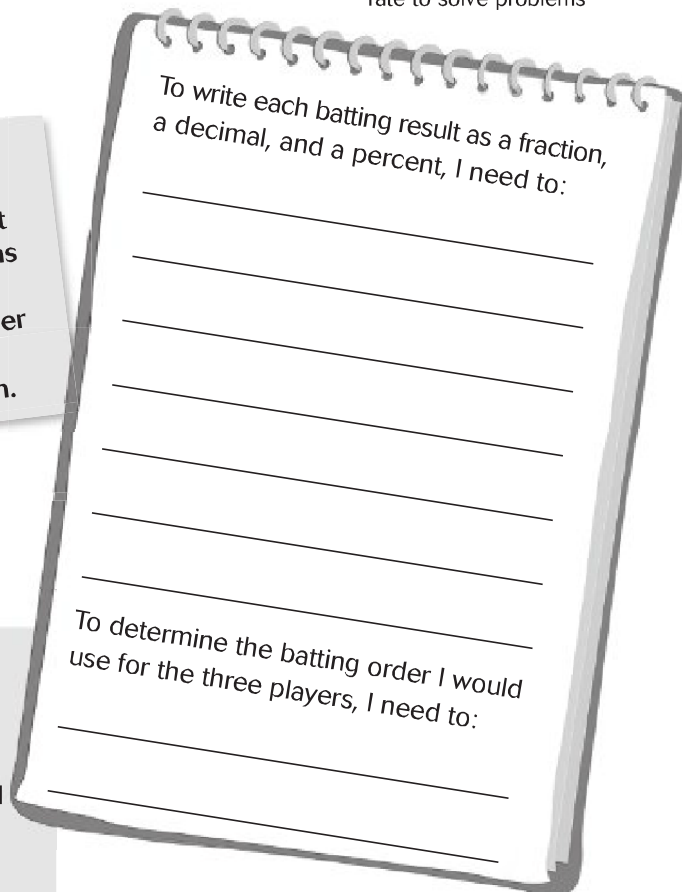 rate to solve problems
To write each batting result as a fraction,
a decimal, and a percent, I need to:
er
To determine the batting order I would
use for the three players, I need to: